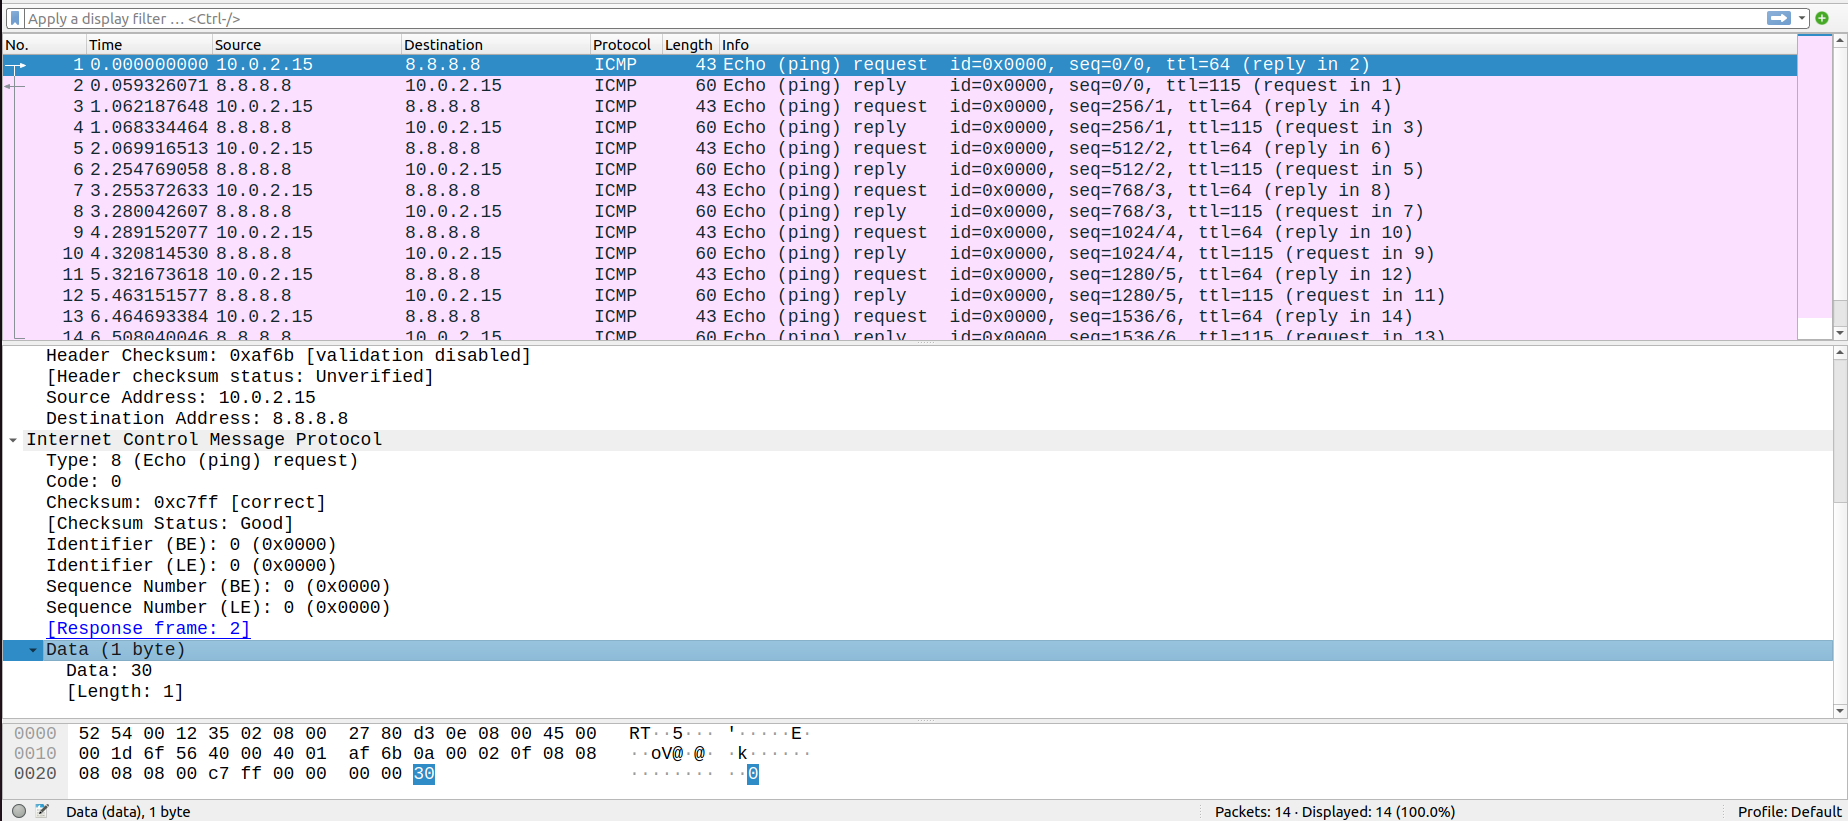 Apply a display filter … <Ctrl-/>
No. Time Source Destination Protocol Length Info
1 0.000000000 10.0.2.15 8.8.8.8 ICMP 43 Echo (ping) request id=0x0000, seq=0/0, ttl=64 (reply in 2)
2 0.059326071 8.8.8.8 10.0.2.15 ICMP 60 Echo (ping) reply id=0x0000, seq=0/0, ttl=115 (request in 1)
3 1.062187648 10.0.2.15 8.8.8.8 ICMP 43 Echo (ping) request id=0x0000, seq=256/1, ttl=64 (reply in 4)
4 1.068334464 8.8.8.8 10.0.2.15 ICMP 60 Echo (ping) reply id=0x0000, seq=256/1, ttl=115 (request in 3)
5 2.069916513 10.0.2.15 8.8.8.8 ICMP 43 Echo (ping) request id=0x0000, seq=512/2, ttl=64 (reply in 6)
6 2.254769058 8.8.8.8 10.0.2.15 ICMP 60 Echo (ping) reply id=0x0000, seq=512/2, ttl=115 (request in 5)
7 3.255372633 10.0.2.15 8.8.8.8 ICMP 43 Echo (ping) request id=0x0000, seq=768/3, ttl=64 (reply in 8)
8 3.280042607 8.8.8.8 10.0.2.15 ICMP 60 Echo (ping) reply id=0x0000, seq=768/3, ttl=115 (request in 7)
9 4.289152077 10.0.2.15 8.8.8.8 ICMP 43 Echo (ping) request id=0x0000, seq=1024/4, ttl=64 (reply in 10)
10 4.320814530 8.8.8.8 10.0.2.15 ICMP 60 Echo (ping) reply id=0x0000, seq=1024/4, ttl=115 (request in 9)
11 5.321673618 10.0.2.15 8.8.8.8 ICMP 43 Echo (ping) request id=0x0000, seq=1280/5, ttl=64 (reply in 12)
12 5.463151577 8.8.8.8 10.0.2.15 ICMP 60 Echo (ping) reply id=0x0000, seq=1280/5, ttl=115 (request in 11)
13 6.464693384 10.0.2.15 8.8.8.8 ICMP 43 Echo (ping) request id=0x0000, seq=1536/6, ttl=64 (reply in 14)
14 6.508040046 8.8.8.8 10.0.2.15 ICMP 60 Echo (ping) reply id=0x0000, seq=1536/6, ttl=115 (request in 13)
Header Checksum: 0xaf6b [validation disabled]
[Header checksum status: Unverified]
Source Address: 10.0.2.15
Destination Address: 8.8.8.8
Internet Control Message Protocol
Type: 8 (Echo (ping) request)
Code: 0
Checksum: 0xc7ff [correct]
[Checksum Status: Good]
Identifier (BE): 0 (0x0000)
Identifier (LE): 0 (0x0000)
Sequence Number (BE): 0 (0x0000)
Sequence Number (LE): 0 (0x0000)
[Response frame: 2]
Data (1 byte)
Data: 30
[Length: 1]
0000 52 54 00 12 35 02 08 00 27 80 d3 0e 08 00 45 00 RT··5··· '·····E·
0010 00 1d 6f 56 40 00 40 01 af 6b 0a 00 02 0f 08 08 ··oV@·@· ·k······
0020 08 08 08 00 c7 ff 00 00 00 00 30 ········ ··0
Data (data), 1 byte Packets: 14 · Displayed: 14 (100.0%) Profile: Default